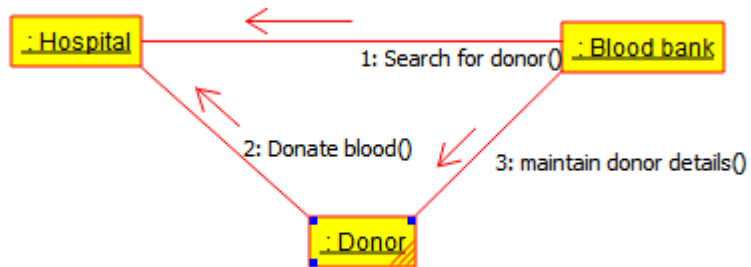 : Hospital
: Blood bank
1: Search for donor()
2: Donate blood()
3: maintain donor details()
: Donor